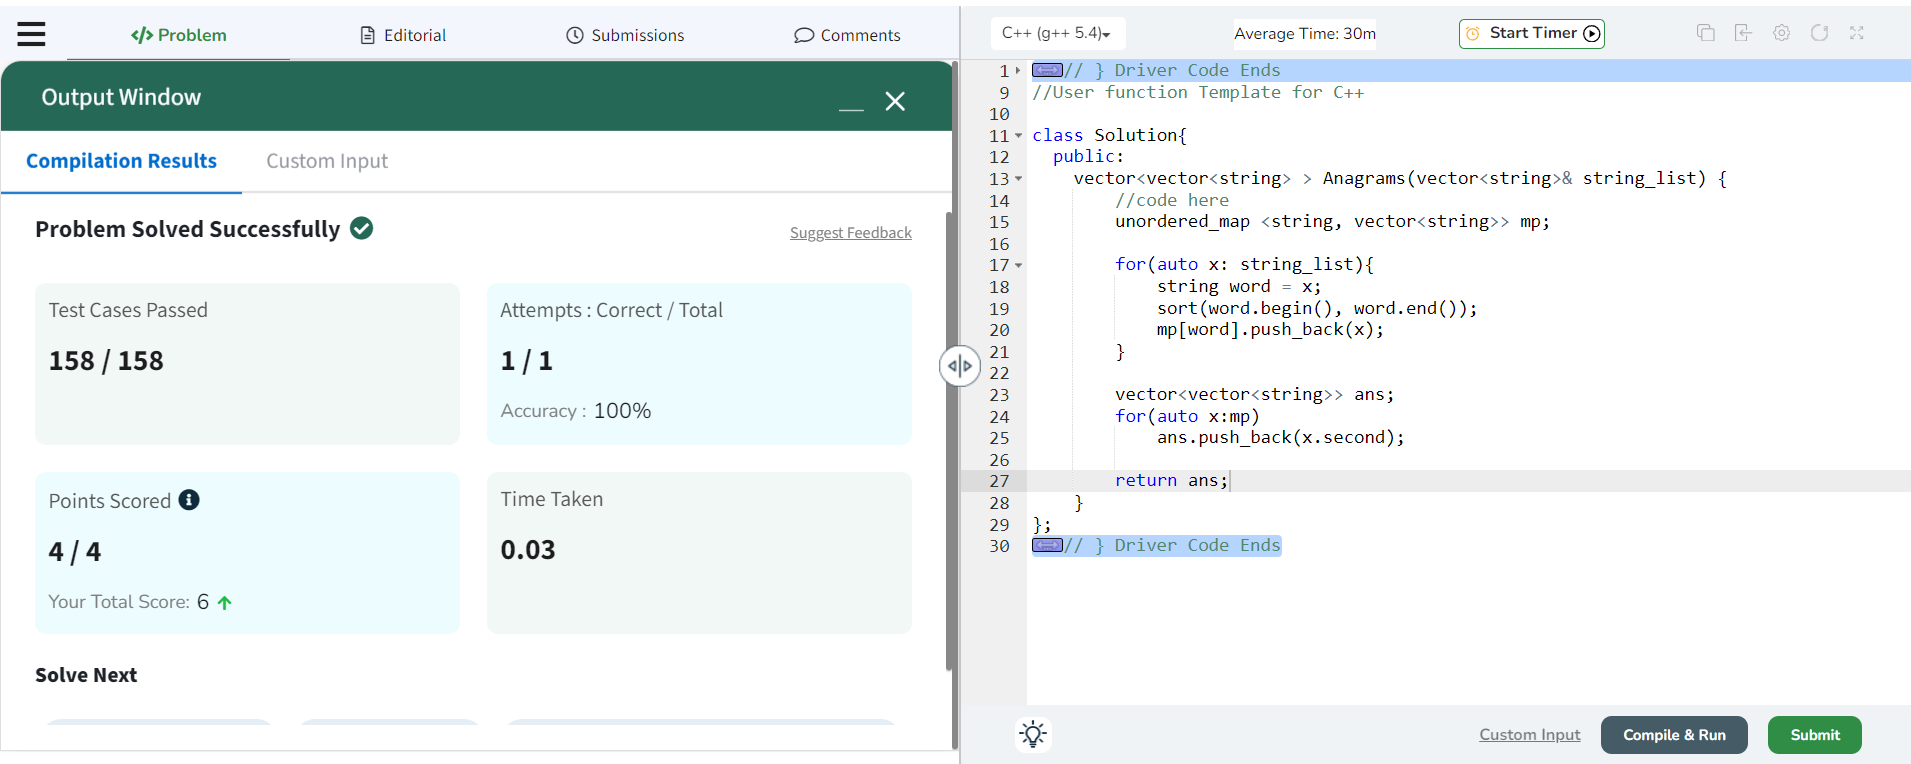 </> Problem
Editorial
Submissions
Comments
Output Window
Compilation Results
Custom Input
Problem Solved Successfully
Suggest Feedback
Test Cases Passed
158 / 158
Attempts : Correct / Total
1 / 1
Accuracy : 100%
Points Scored
4 / 4
Your Total Score: 6
Time Taken
0.03
Solve Next
C++ (g++ 5.4)
Average Time: 30m
Start Timer
1 // } Driver Code Ends
9 //User function Template for C++
10
11 class Solution{
12   public:
13     vector<vector<string> > Anagrams(vector<string>& string_list) {
14         //code here
15         unordered_map <string, vector<string>> mp;
16
17         for(auto x: string_list){
18             string word = x;
19             sort(word.begin(), word.end());
20             mp[word].push_back(x);
21         }
22
23         vector<vector<string>> ans;
24         for(auto x:mp)
25             ans.push_back(x.second);
26
27         return ans;
28     }
29 };
30 // } Driver Code Ends
Custom Input
Compile & Run
Submit